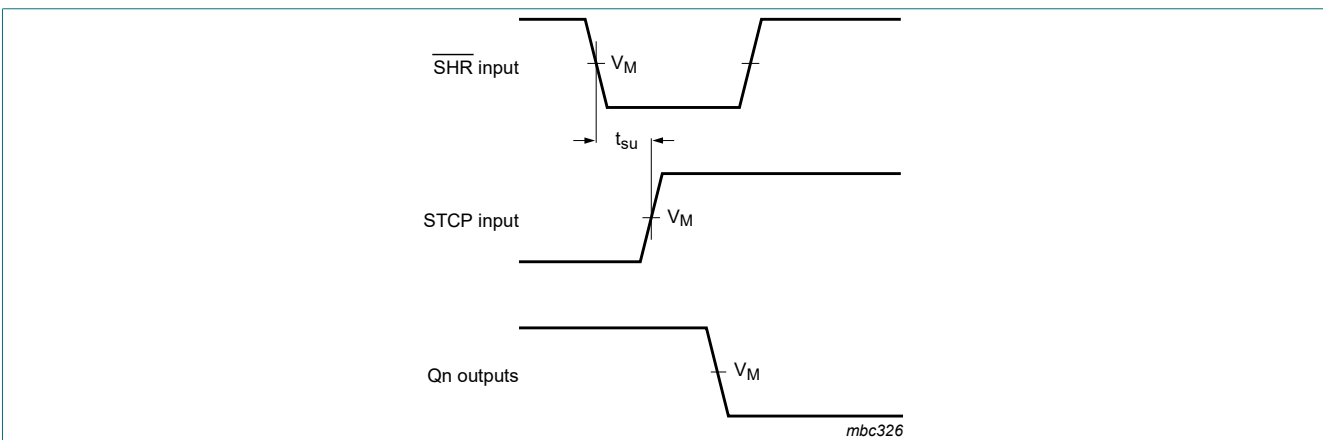 SHR input
VM
tsu
STCP input
VM
Qn outputs
VM
mbc326